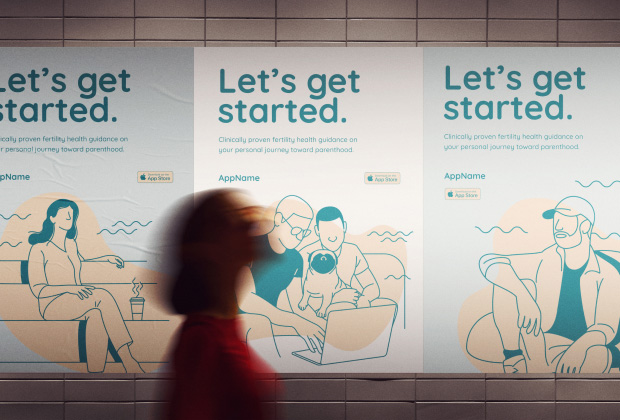 Let's get
started.
Clinically proven fertility health guidance on
your personal journey toward parenthood.
AppName
App Store
Let's get
started.
Clinically proven fertility health guidance on
your personal journey toward parenthood.
AppName
App Store
Let's get
started.
Clinically proven fertility health guidance on
your personal journey toward parenthood.
AppName
App Store